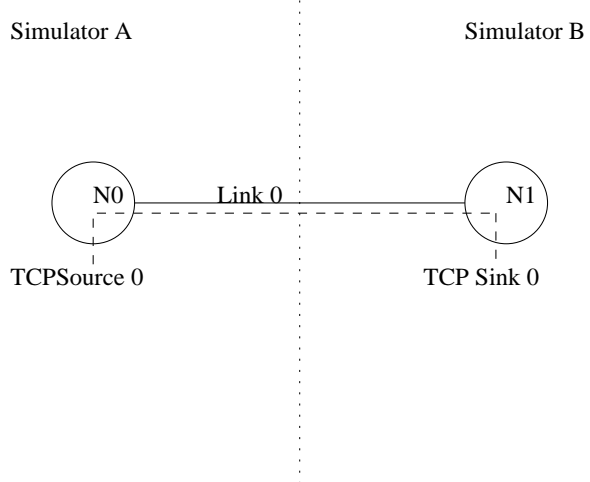 Simulator A
Simulator B
N0
Link 0
N1
TCPSource 0
TCP Sink 0